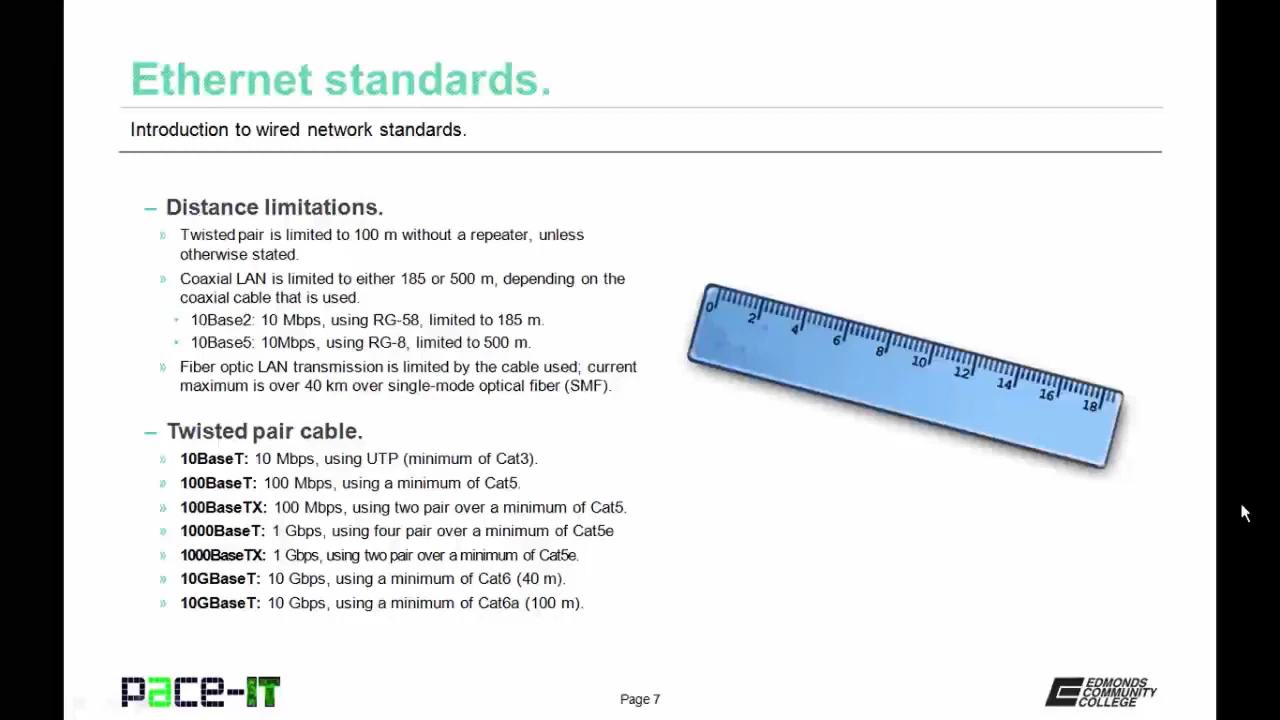 Ethernet standards.
Introduction to wired network standards.
– Distance limitations.
» Twisted pair is limited to 100 m without a repeater, unless
otherwise stated.
» Coaxial LAN is limited to either 185 or 500 m, depending on the
coaxial cable that is used.
• 10Base2: 10 Mbps, using RG-58, limited to 185 m.
• 10Base5: 10Mbps, using RG-8, limited to 500 m.
» Fiber optic LAN transmission is limited by the cable used; current
maximum is over 40 km over single-mode optical fiber (SMF).
0 2 4 6 8 10 12 14 16 18
– Twisted pair cable.
» 10BaseT: 10 Mbps, using UTP (minimum of Cat3).
» 100BaseT: 100 Mbps, using a minimum of Cat5.
» 100BaseTX: 100 Mbps, using two pair over a minimum of Cat5.
» 1000BaseT: 1 Gbps, using four pair over a minimum of Cat5e
» 1000BaseTX: 1 Gbps, using two pair over a minimum of Cat5e.
» 10GBaseT: 10 Gbps, using a minimum of Cat6 (40 m).
» 10GBaseT: 10 Gbps, using a minimum of Cat6a (100 m).
pace-IT
Page 7
EDMONDS
COMMUNITY
COLLEGE